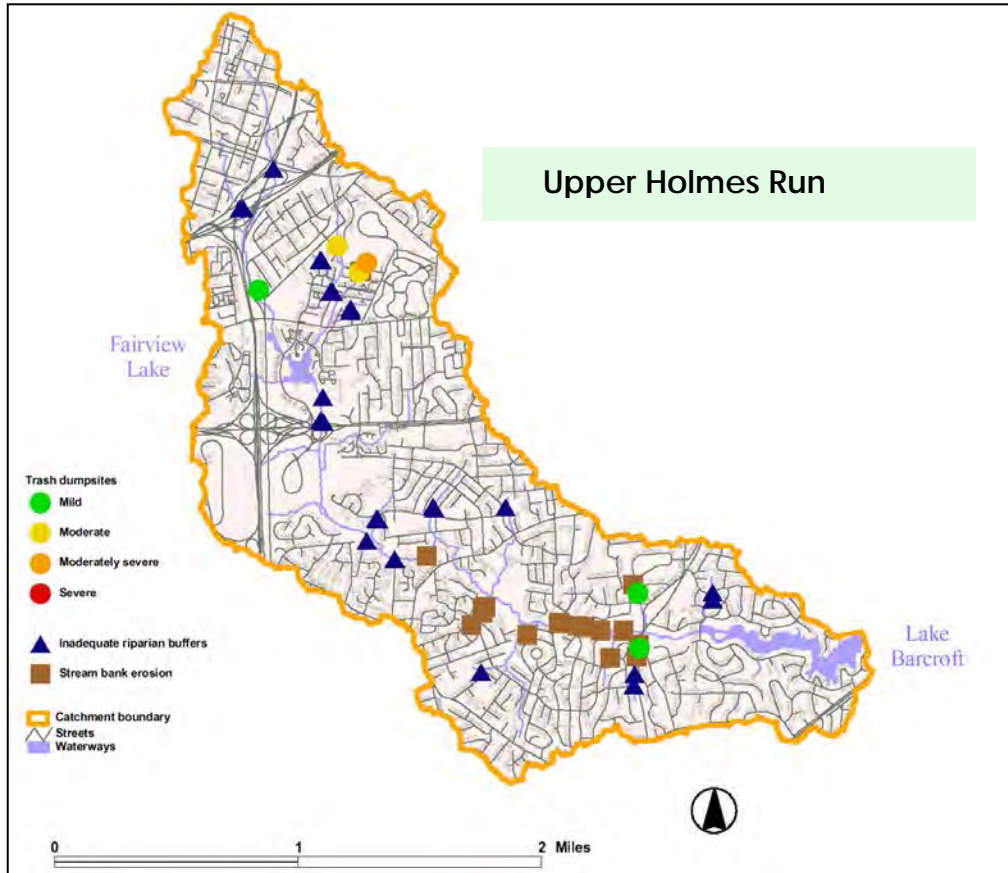 Upper Holmes Run
Fairview
Lake
Trash dumpsites
Mild
Moderate
Moderately severe
Severe
Inadequate riparian buffers
Stream bank erosion
Catchment boundary
Streets
Waterways
Lake
Barcroft
0 1 2 Miles